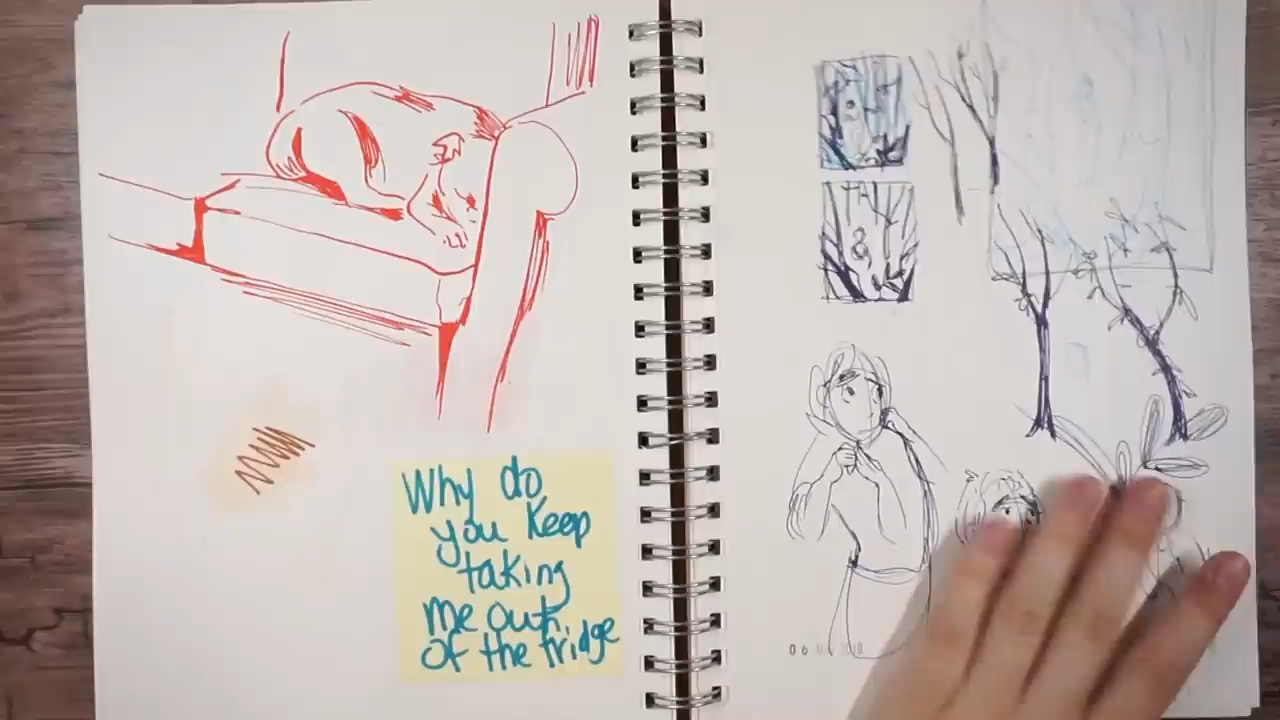 Why do
you keep
taking
me out
of the fridge